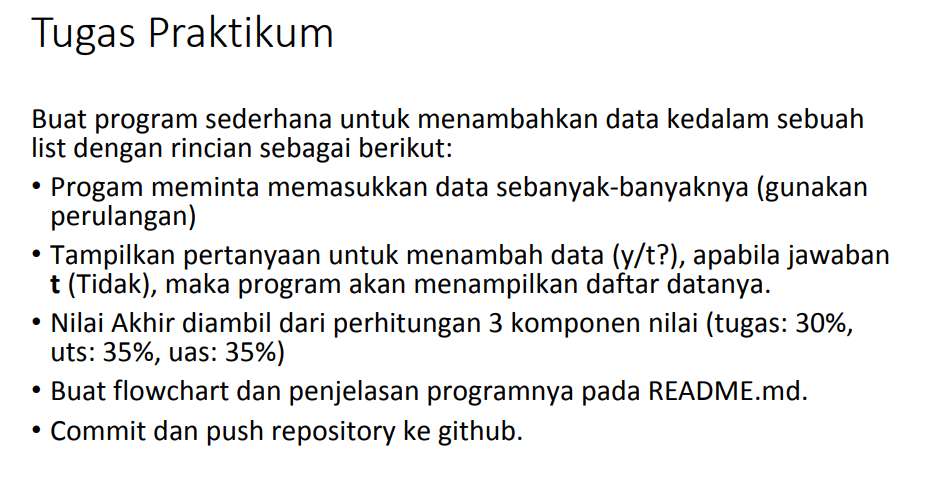 Tugas Praktikum
Buat program sederhana untuk menambahkan data kedalam sebuah
list dengan rincian sebagai berikut:
• Progam meminta memasukkan data sebanyak-banyaknya (gunakan
perulangan)
• Tampilkan pertanyaan untuk menambah data (y/t?), apabila jawaban
t (Tidak), maka program akan menampilkan daftar datanya.
• Nilai Akhir diambil dari perhitungan 3 komponen nilai (tugas: 30%,
uts: 35%, uas: 35%)
• Buat flowchart dan penjelasan programnya pada README.md.
• Commit dan push repository ke github.